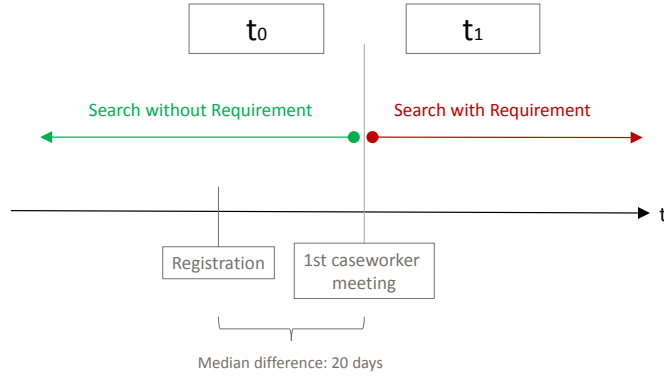 t0
t1
Search without Requirement
Search with Requirement
t
Registration
1st caseworker
meeting
Median difference: 20 days